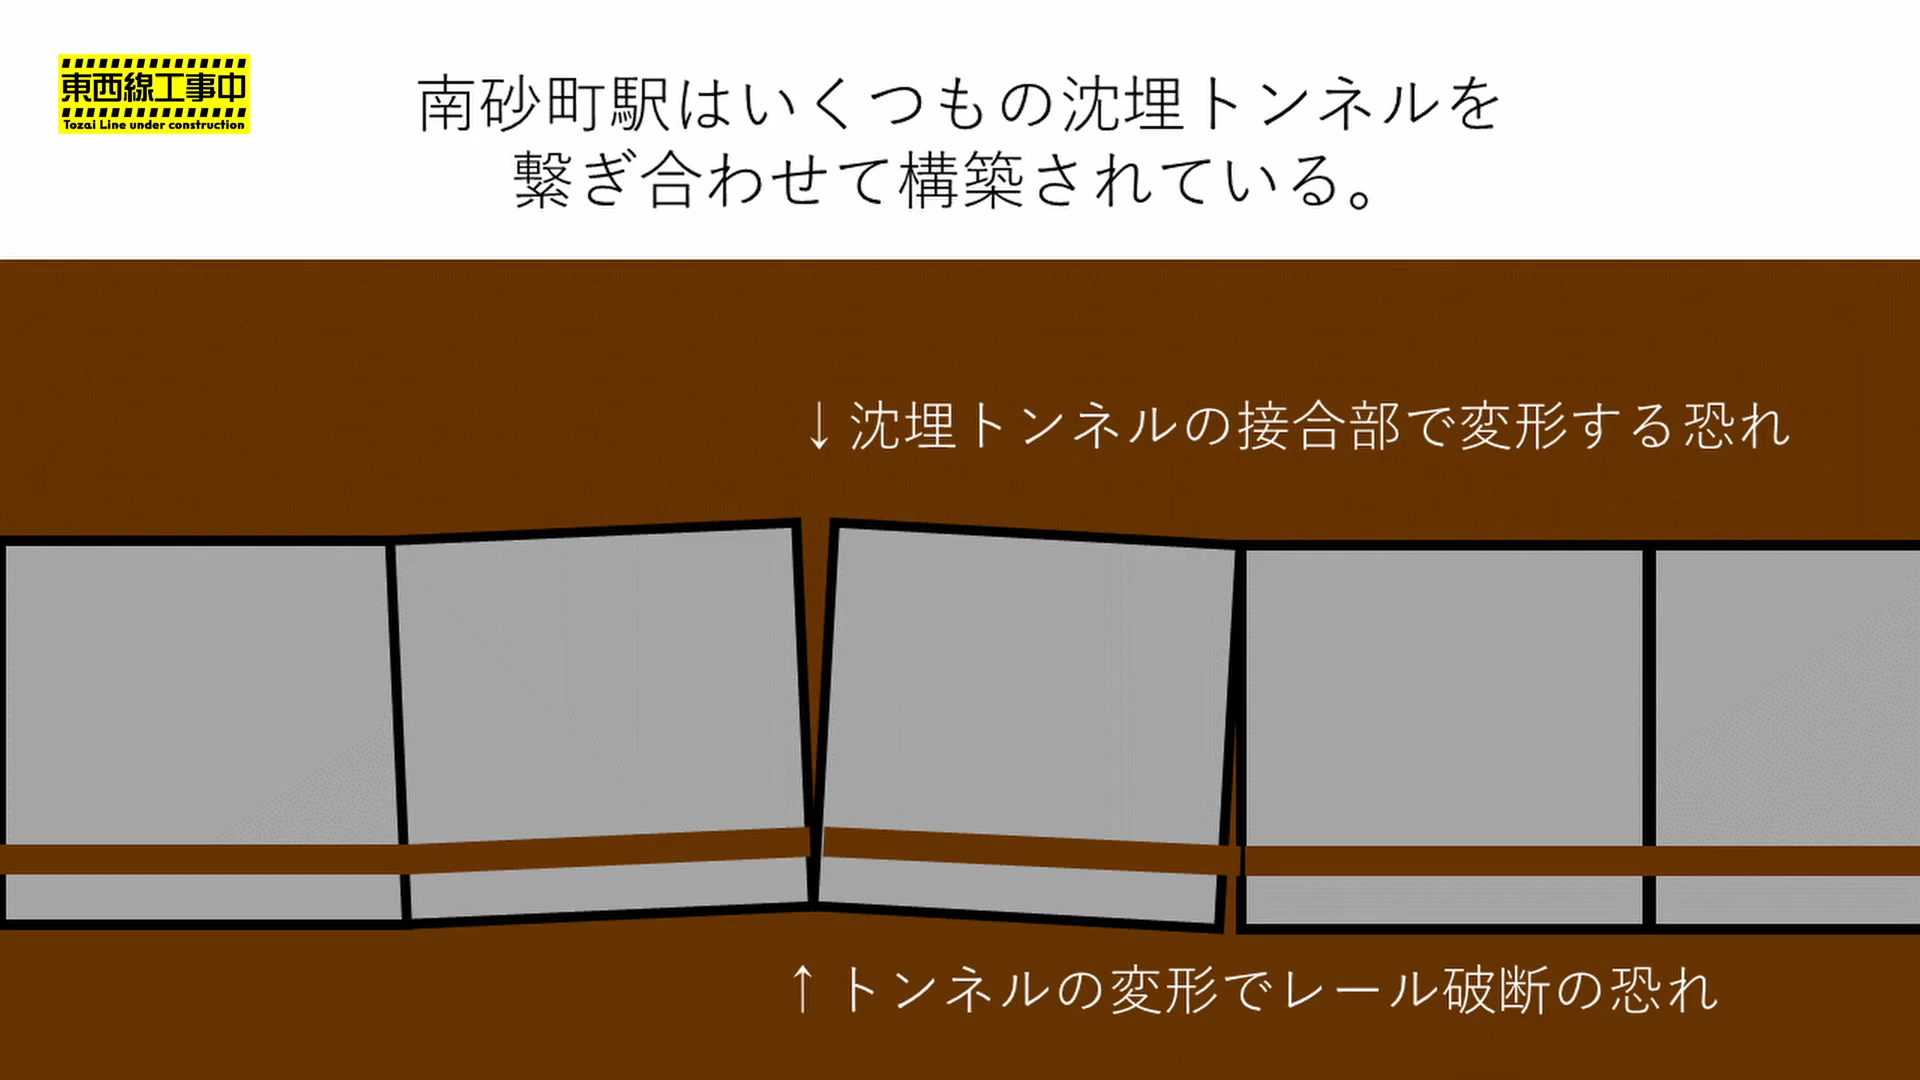 東西線工事中
Tozai Line under construction
南砂町駅はいくつもの沈埋トンネルを
繋ぎ合わせて構築されている。
↓沈埋トンネルの接合部で変形する恐れ
↑トンネルの変形でレール破断の恐れ